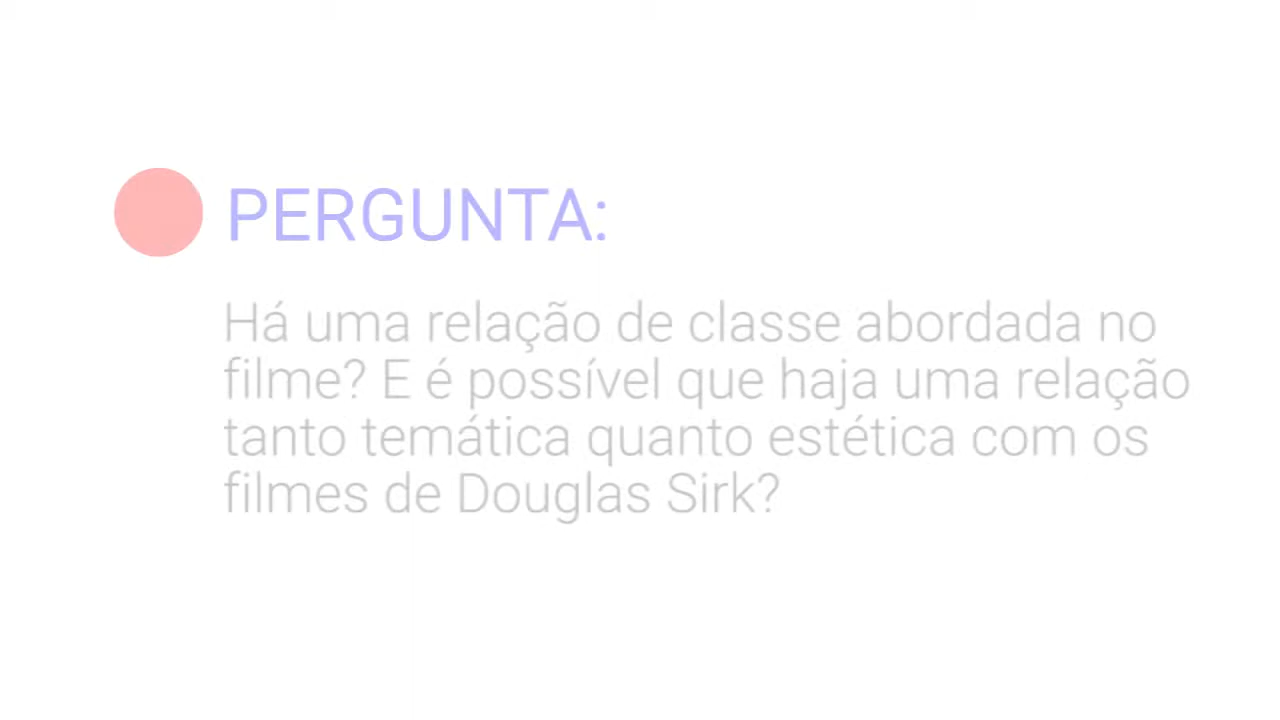 PERGUNTA:
Há uma relação de classe abordada no
filme? E é possível que haja uma relação
tanto temática quanto estética com os
filmes de Douglas Sirk?